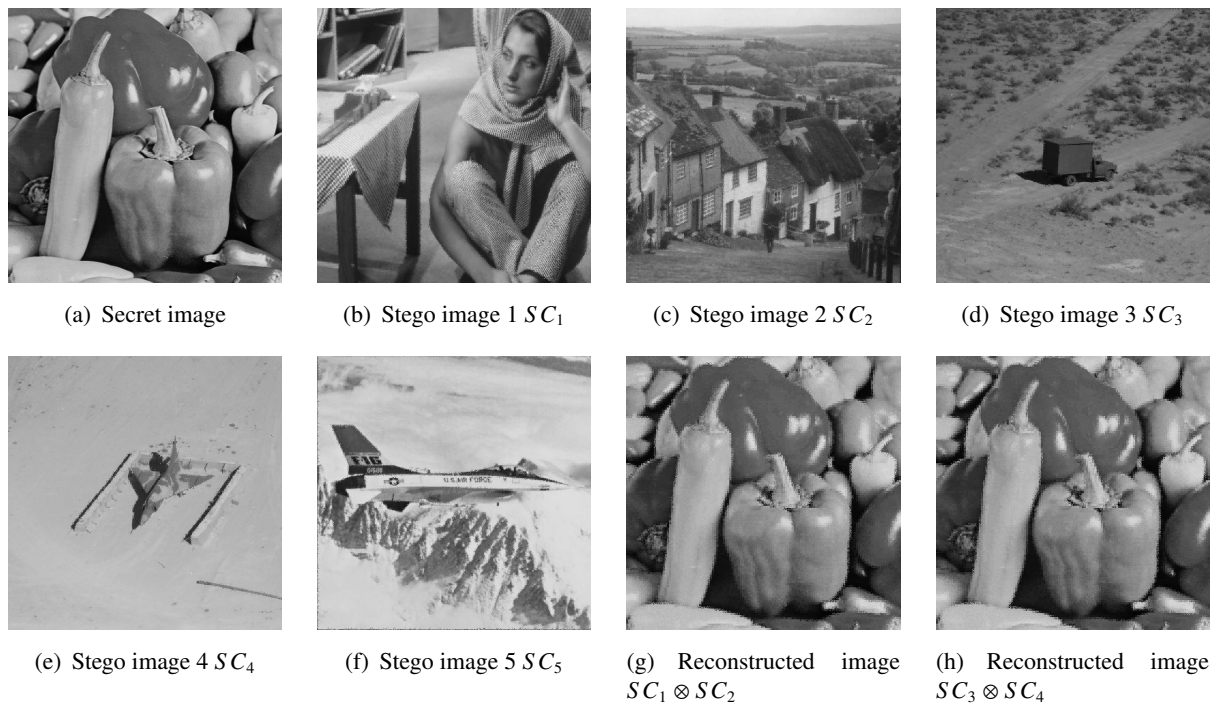 (a) Secret image
(b) Stego image 1 SC₁
(c) Stego image 2 SC₂
(d) Stego image 3 SC₃
F-16
U.S. AIR FORCE
(e) Stego image 4 SC₄
(f) Stego image 5 SC₅
(g) Reconstructed image
SC₁ ⊗ SC₂
(h) Reconstructed image
SC₃ ⊗ SC₄